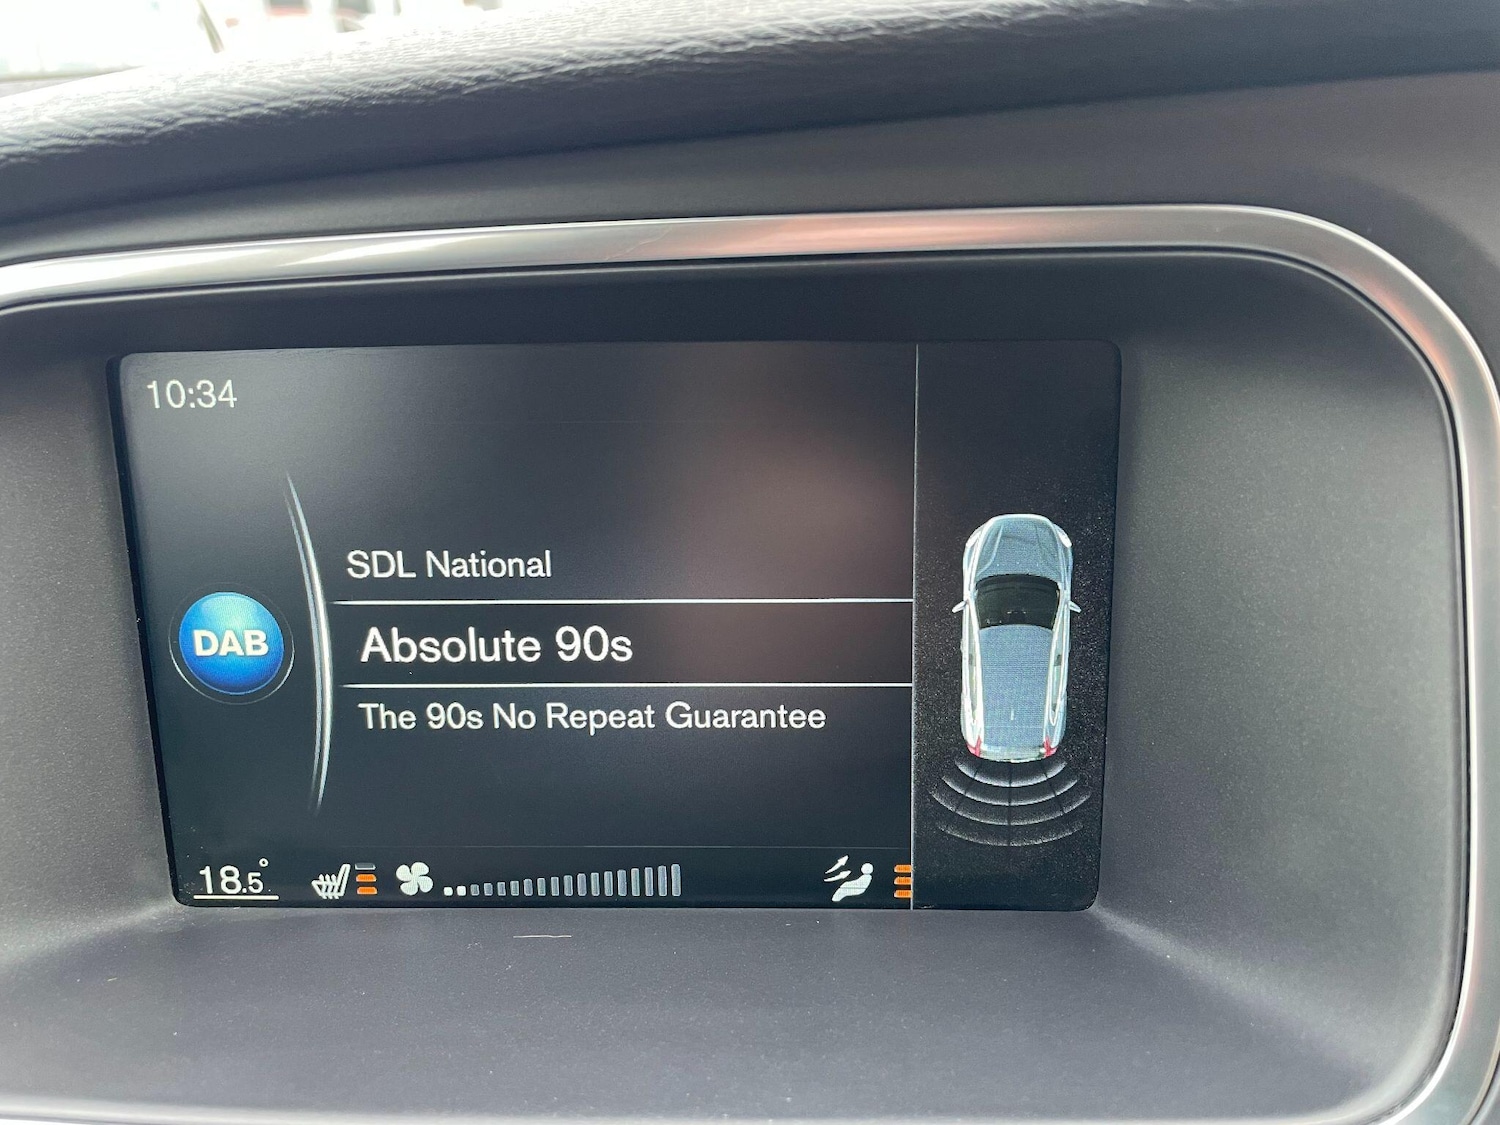 10:34
SDL National
DAB
Absolute 90s
The 90s No Repeat Guarantee
18.5°